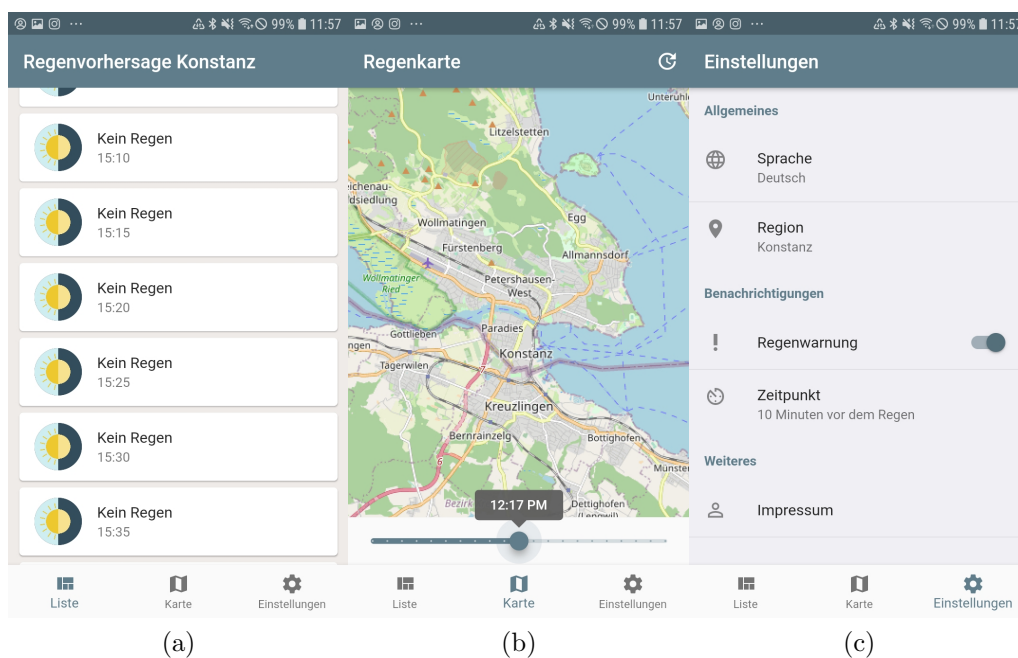 99% 11:57
Regenvorhersage Konstanz
Kein Regen
15:10
Kein Regen
15:15
Kein Regen
15:20
Kein Regen
15:25
Kein Regen
15:30
Kein Regen
15:35
Liste Karte Einstellungen
(a)
99% 11:57
Regenkarte
Litzelstetten
Egg
Wollmatingen
Fürstenberg
Allmannsdorf
Petershausen-
West
Wollmatinger
Ried
Paradies
Gottlieben
Konstanz
Tägerwilen
7
Kreuzlingen
Bernrainzelg
Bottighofen
6
Bezirk
12:17 PM
Dettighofen
(Lengwil)
Liste Karte Einstellungen
(b)
99% 11:57
Einstellungen
Allgemeines
Sprache
Deutsch
Region
Konstanz
Benachrichtigungen
Regenwarnung
Zeitpunkt
10 Minuten vor dem Regen
Weiteres
Impressum
Liste Karte Einstellungen
(c)